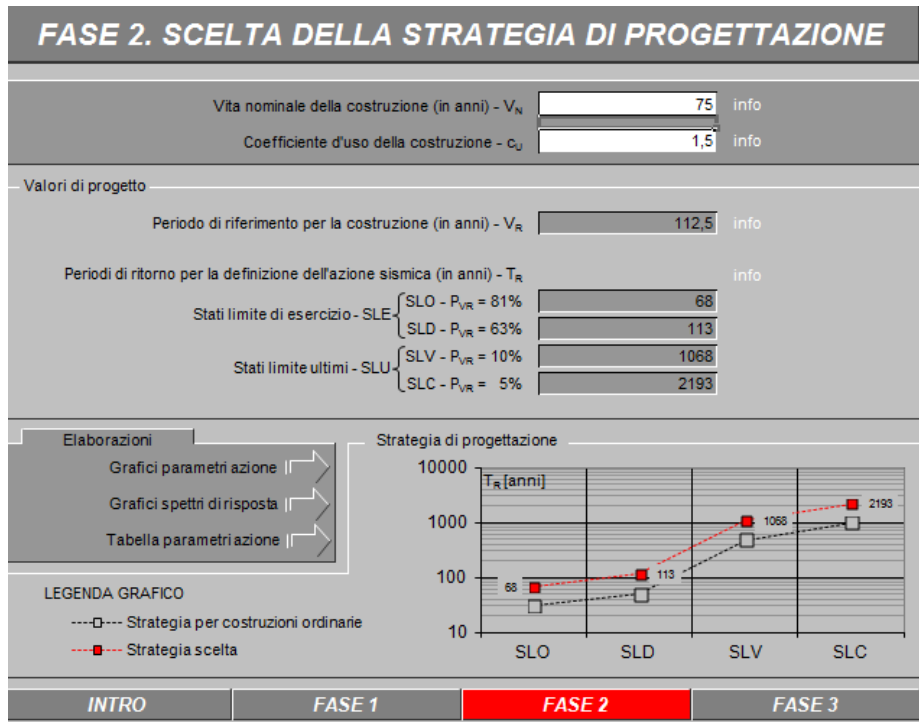 FASE 2. SCELTA DELLA STRATEGIA DI PROGETTAZIONE
Vita nominale della costruzione (in anni) - VN 75 info
Coefficiente d'uso della costruzione - cU 1,5 info
Valori di progetto
Periodo di riferimento per la costruzione (in anni) - VR 112,5 info
Periodi di ritorno per la definizione dell'azione sismica (in anni) - TR info
Stati limite di esercizio - SLE
SLO - PVR = 81% 68
SLD - PVR = 63% 113
Stati limite ultimi - SLU
SLV - PVR = 10% 1068
SLC - PVR = 5% 2193
Elaborazioni
Grafici parametri azione
Grafici spettri di risposta
Tabella parametri azione
Strategia di progettazione
TR [anni]
10000
1000
100
10
68
113
1068
2193
SLO SLD SLV SLC
LEGENDA GRAFICO
Strategia per costruzioni ordinarie
Strategia scelta
INTRO FASE 1 FASE 2 FASE 3